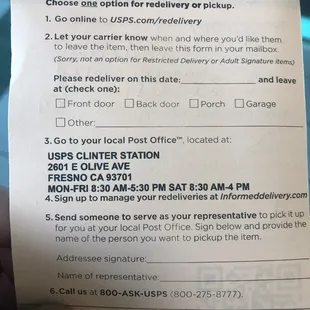 Choose one option for redelivery or pickup.
1. Go online to USPS.com/redelivery
2. Let your carrier know when and where you'd like them
to leave the item, then leave this form in your mailbox.
(Sorry, not an option for Restricted Delivery or Adult Signature items)
Please redeliver on this date: and leave
at (check one):
Front door Back door Porch Garage
Other:
3. Go to your local Post Office™, located at:
USPS CLINTER STATION
2601 E OLIVE AVE
FRESNO CA 93701
MON-FRI 8:30 AM-5:30 PM SAT 8:30 AM-4 PM
4. Sign up to manage your redeliveries at Informeddelivery.com
5. Send someone to serve as your representative to pick it up
for you at your local Post Office. Sign below and provide the
name of the person you want to pickup the item.
Addressee signature:
Name of representative:
6. Call us at 800-ASK-USPS (800-275-8777).